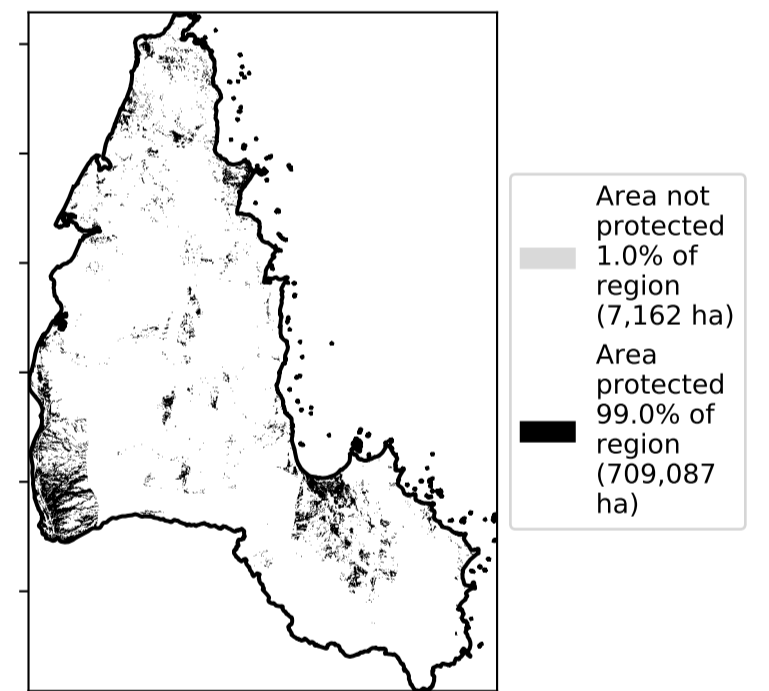 Area not
protected
1.0% of
region
(7,162 ha)
Area
protected
99.0% of
region
(709,087
ha)